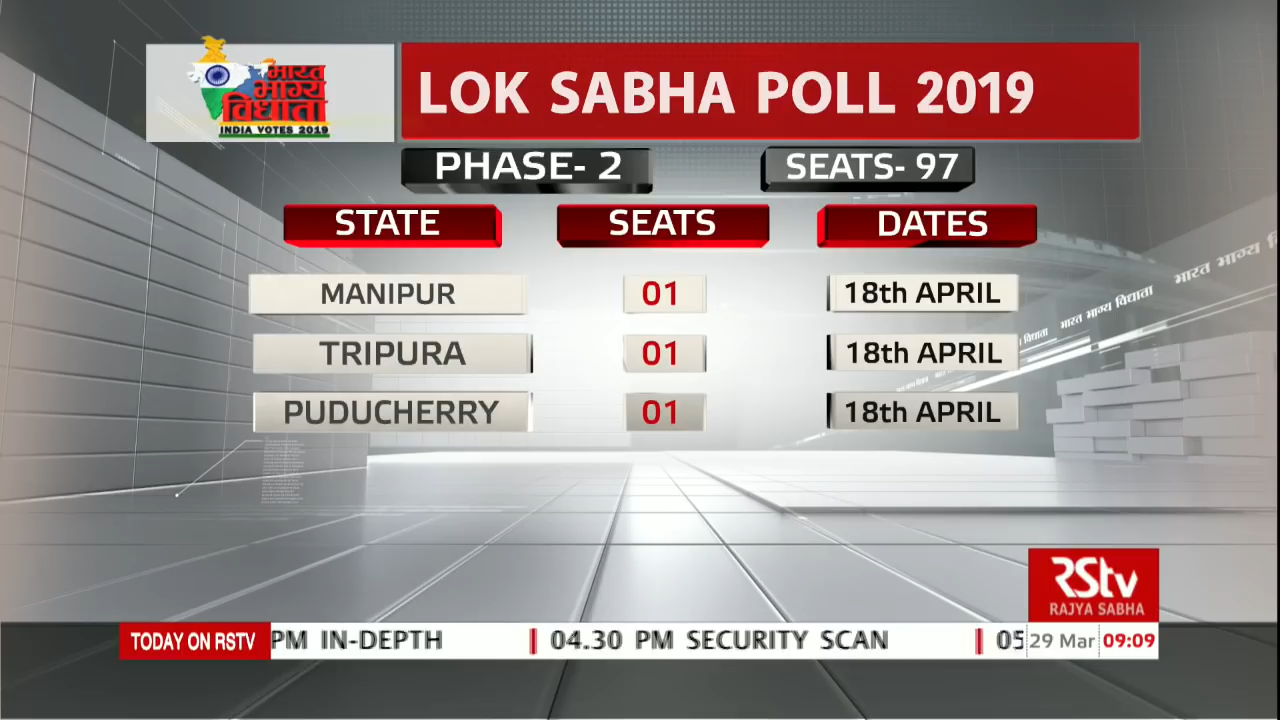 भारत
भाग्य
विधाता
INDIA VOTES 2019
LOK SABHA POLL 2019
PHASE- 2
SEATS- 97
STATE SEATS DATES
MANIPUR 01 18th APRIL
TRIPURA 01 18th APRIL
PUDUCHERRY 01 18th APRIL
भारत भाग्य विधाता
भारत भाग्य
विधाता
RSTV
RAJYA SABHA
TODAY ON RSTV PM IN-DEPTH | 04.30 PM SECURITY SCAN | 05 29 Mar 09:09